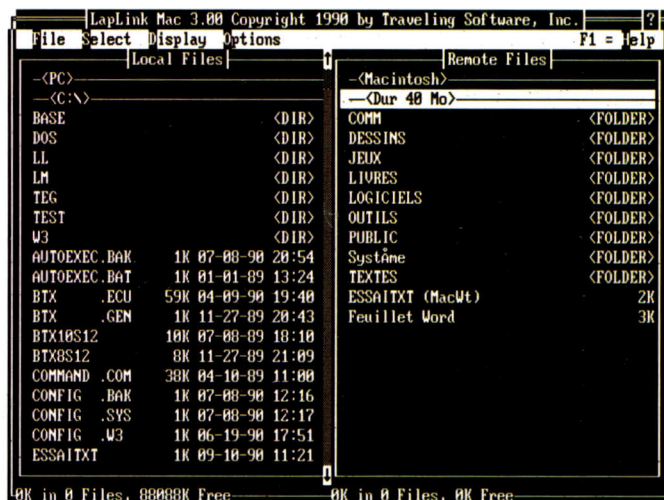 LapLink Mac 3.00 Copyright 1990 by Traveling Software, Inc. ?
File Select Display Options F1 = Help
Local Files
<PC>
<C:\>
BASE <DIR>
DOS <DIR>
LL <DIR>
LM <DIR>
TEG <DIR>
TEST <DIR>
W3 <DIR>
AUTOEXEC.BAK 1K 07-08-90 20:54
AUTOEXEC.BAT 1K 01-01-89 13:24
BTX .ECU 59K 04-09-90 19:40
BTX .GEN 1K 11-27-89 20:43
BTX10S12 10K 07-08-89 18:10
BTX8S12 8K 11-27-89 21:09
COMMAND .COM 38K 04-10-89 11:00
CONFIG .BAK 1K 07-08-90 12:16
CONFIG .SYS 1K 07-08-90 12:17
CONFIG .W3 1K 06-19-90 17:51
ESSAITXT 1K 09-10-90 11:21
0K in 0 Files, 88088K Free
Remote Files
<Macintosh>
<Dur 40 Mo>
COMM <FOLDER>
DESSINS <FOLDER>
JEUX <FOLDER>
LIVRES <FOLDER>
LOGICIELS <FOLDER>
OUTILS <FOLDER>
PUBLIC <FOLDER>
SystÅme <FOLDER>
TEXTES <FOLDER>
ESSAITXT (MacWt) 2K
Feuillet Word 3K
0K in 0 Files, 0K Free